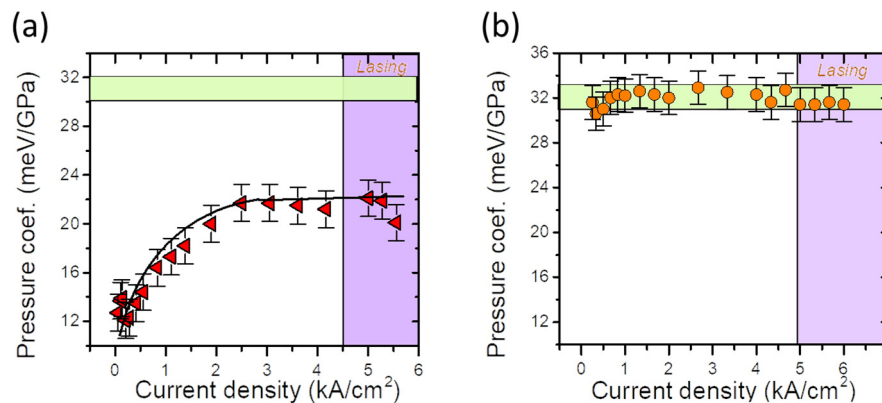 (a)
Lasing
Pressure coef. (meV/GPa)
32
28
24
20
16
12
0 1 2 3 4 5 6
Current density (kA/cm²)
(b)
Lasing
Pressure coef. (meV/GPa)
36
32
28
24
20
16
12
0 1 2 3 4 5 6
Current density (kA/cm²)